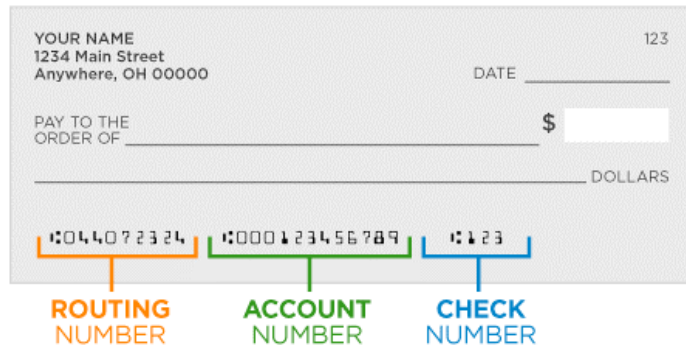 YOUR NAME
123
1234 Main Street
Anywhere, OH 00000
DATE
PAY TO THE
ORDER OF
$
DOLLARS
⑆044072324 ⑆000123456789 ⑆123
ROUTING ACCOUNT CHECK
NUMBER NUMBER NUMBER